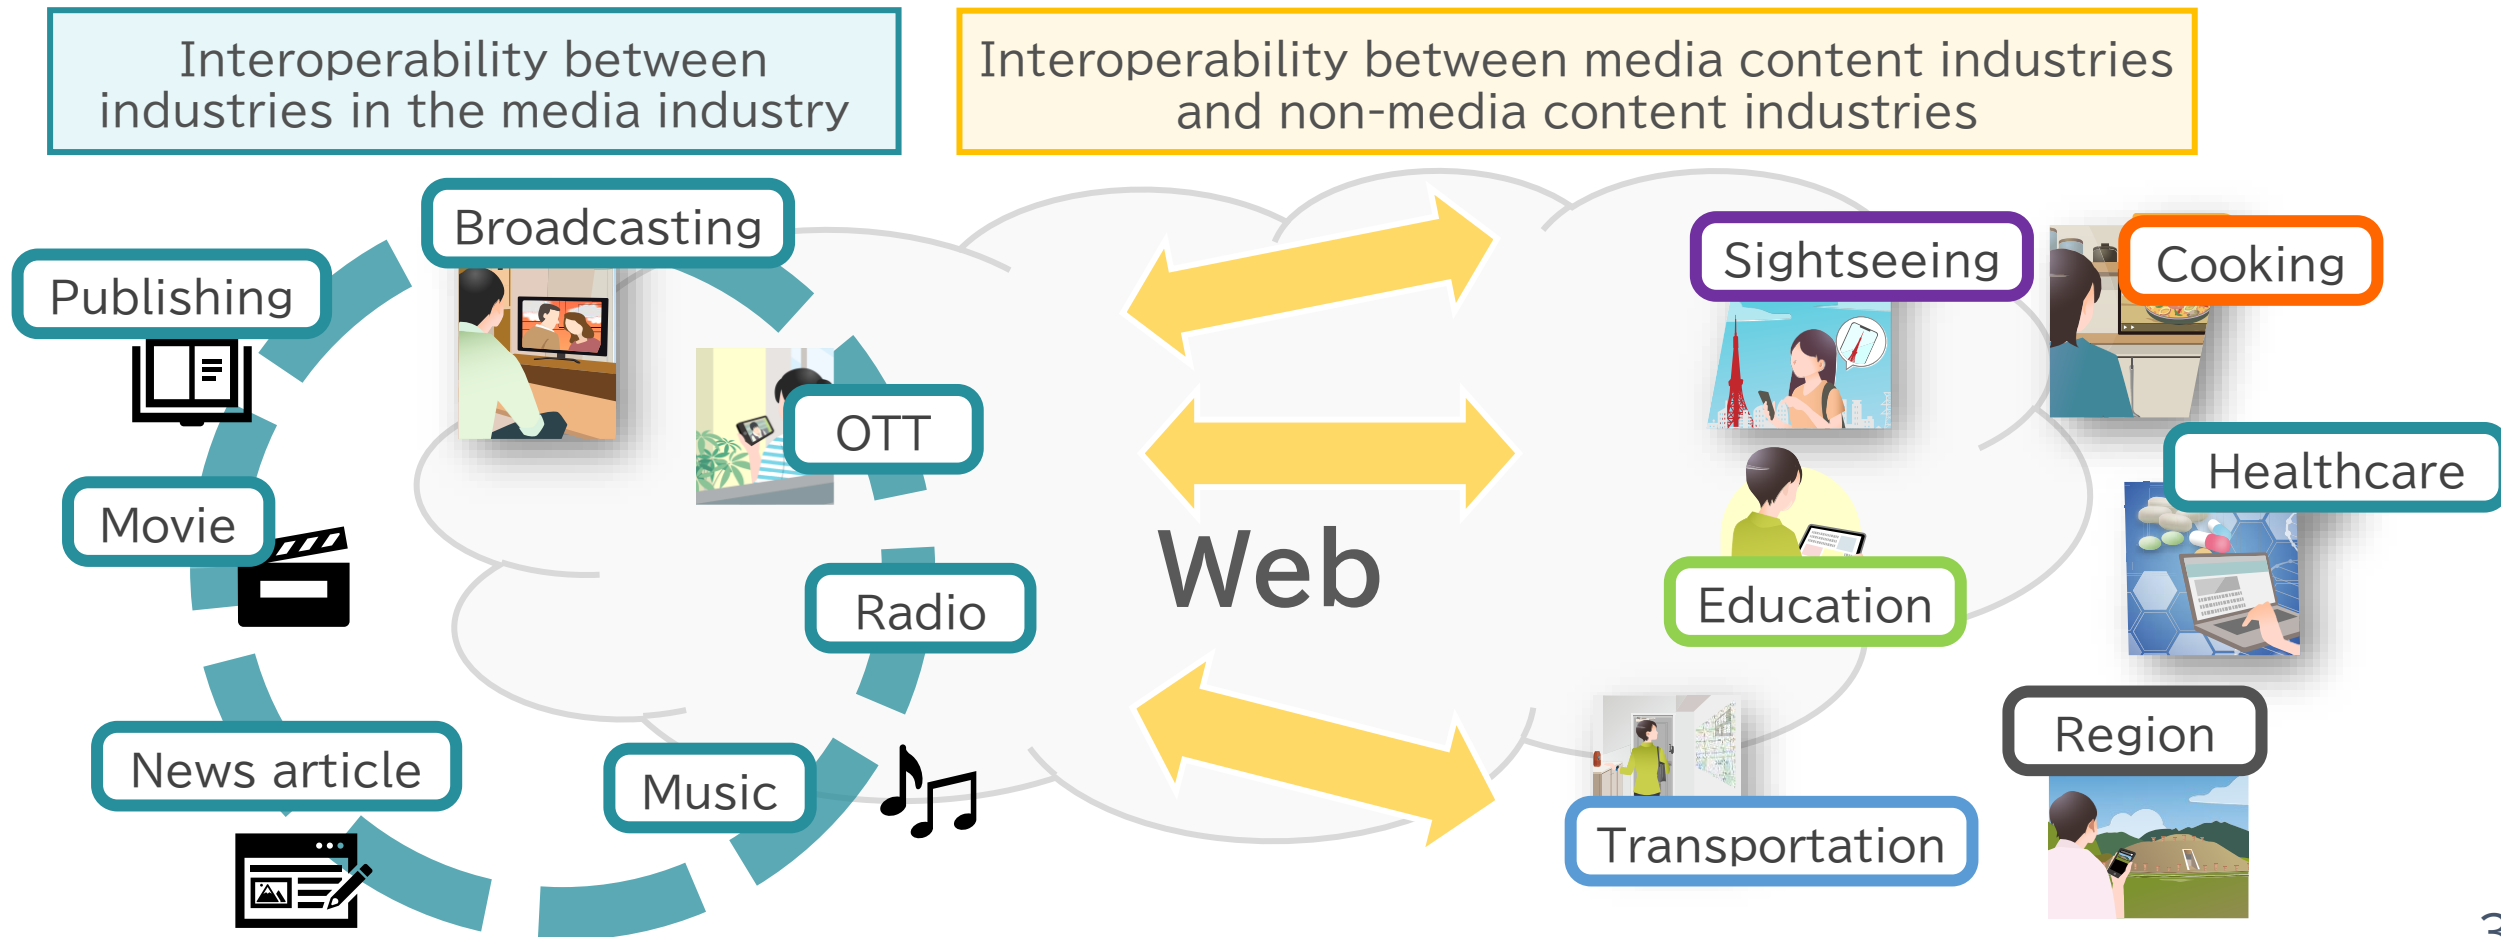 Interoperability between
industries in the media industry
Interoperability between media content industries
and non-media content industries
Broadcasting
Publishing
Sightseeing
Cooking
OTT
Healthcare
Movie
Web
Radio
Education
News article
Music
Region
Transportation
3